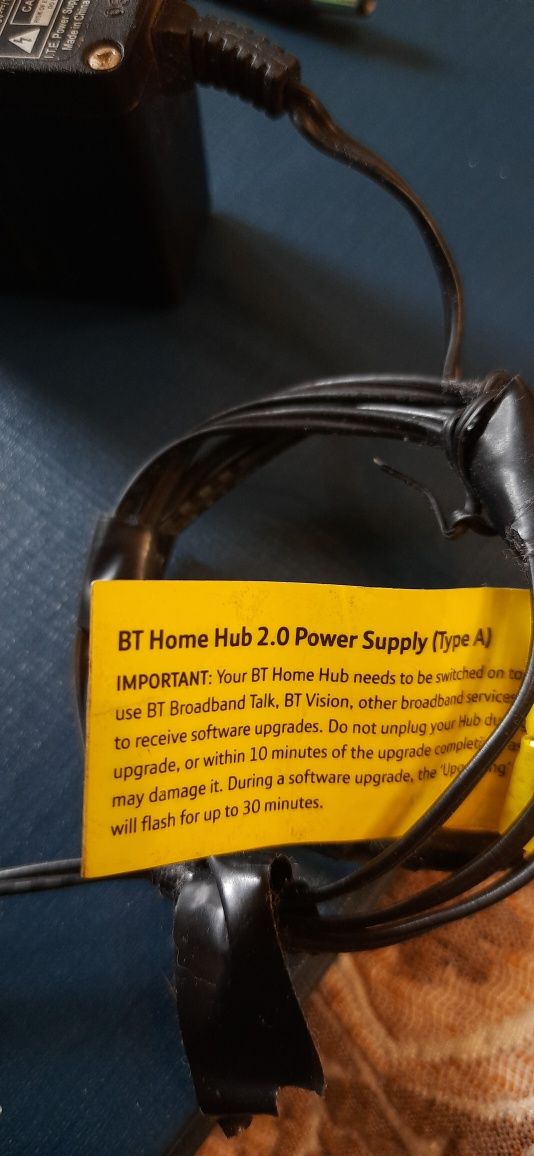 CA
I.T.E. Power Supply
Made in China
BT Home Hub 2.0 Power Supply (Type A)
IMPORTANT: Your BT Home Hub needs to be switched on to
use BT Broadband Talk, BT Vision, other broadband services
to receive software upgrades. Do not unplug your Hub
upgrade, or within 10 minutes of the upgrade
may damage it. During a software upgrade, the
will flash for up to 30 minutes.